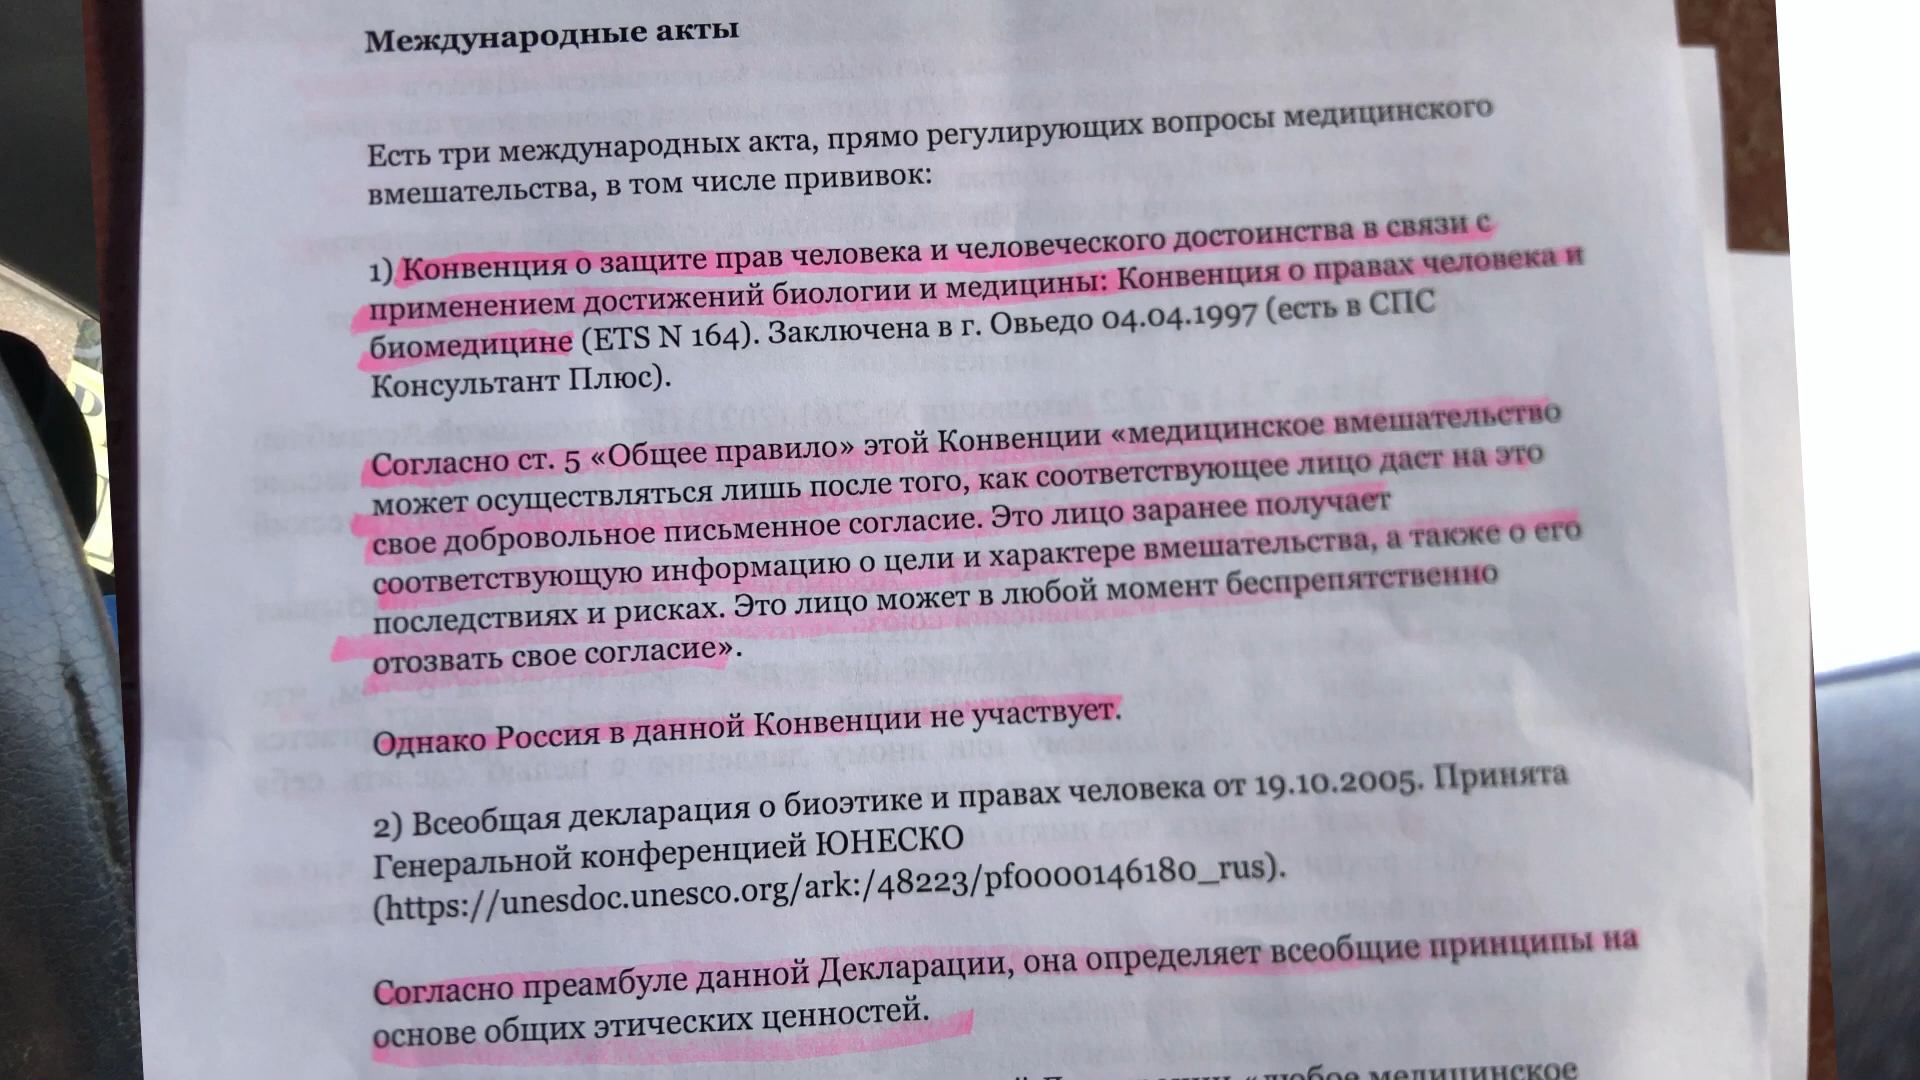 Международные акты
Есть три международных акта, прямо регулирующих вопросы медицинского
вмешательства, в том числе прививок:
1) Конвенция о защите прав человека и человеческого достоинства в связи с
применением достижений биологии и медицины: Конвенция о правах человека и
биомедицине (ETS N 164). Заключена в г. Овьедо 04.04.1997 (есть в СПС
Консультант Плюс).
Согласно ст. 5 «Общее правило» этой Конвенции «медицинское вмешательство
может осуществляться лишь после того, как соответствующее лицо даст на это
свое добровольное письменное согласие. Это лицо заранее получает
соответствующую информацию о цели и характере вмешательства, а также о его
последствиях и рисках. Это лицо может в любой момент беспрепятственно
отозвать свое согласие».
Однако Россия в данной Конвенции не участвует.
2) Всеобщая декларация о биоэтике и правах человека от 19.10.2005. Принята
Генеральной конференцией ЮНЕСКО
(https://unesdoc.unesco.org/ark:/48223/pf0000146180_rus).
Согласно преамбуле данной Декларации, она определяет всеобщие принципы на
основе общих этических ценностей.
«любое медицинское